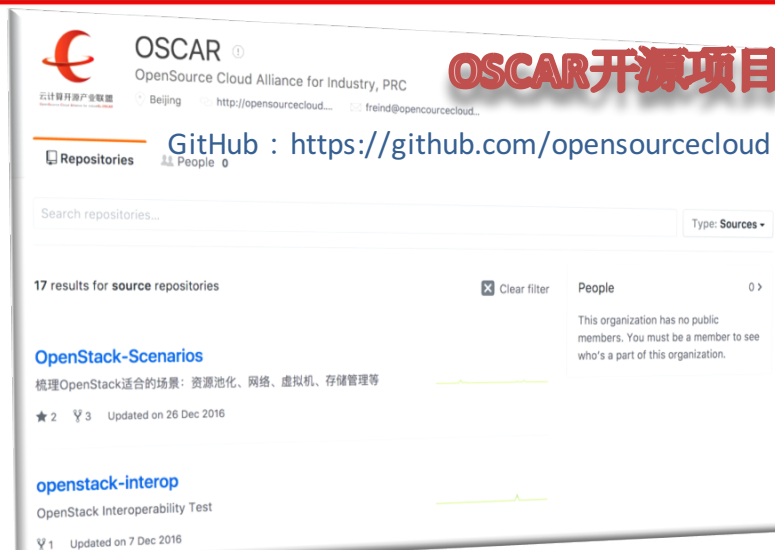 OSCAR
OpenSource Cloud Alliance for Industry, PRC
OSCAR开源项目
云计算开源产业联盟
Beijing http://opensourcecloud.... freind@opencourcecloud...
GitHub：https://github.com/opensourcecloud
Repositories People 0
Search repositories...
Type: Sources
17 results for source repositories
Clear filter
People 0
This organization has no public
members. You must be a member to see
who's a part of this organization.
OpenStack-Scenarios
梳理OpenStack适合的场景：资源池化、网络、虚拟机、存储管理等
2 3 Updated on 26 Dec 2016
openstack-interop
OpenStack Interoperability Test
1 Updated on 7 Dec 2016